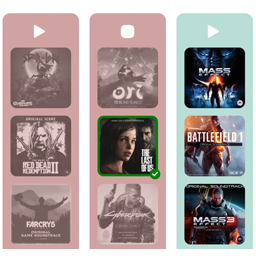 ori
MASS
EFFECT
ORIGINAL SCORE
RED DEAD
REDEMPTION II
THE
LAST
OF US
BATTLEFIELD 1
FARCRY5
ORIGINAL
GAME SOUNDTRACK
CYBERPUNK
ORIGINAL SOUNDTRACK
MASS
EFFECT 3